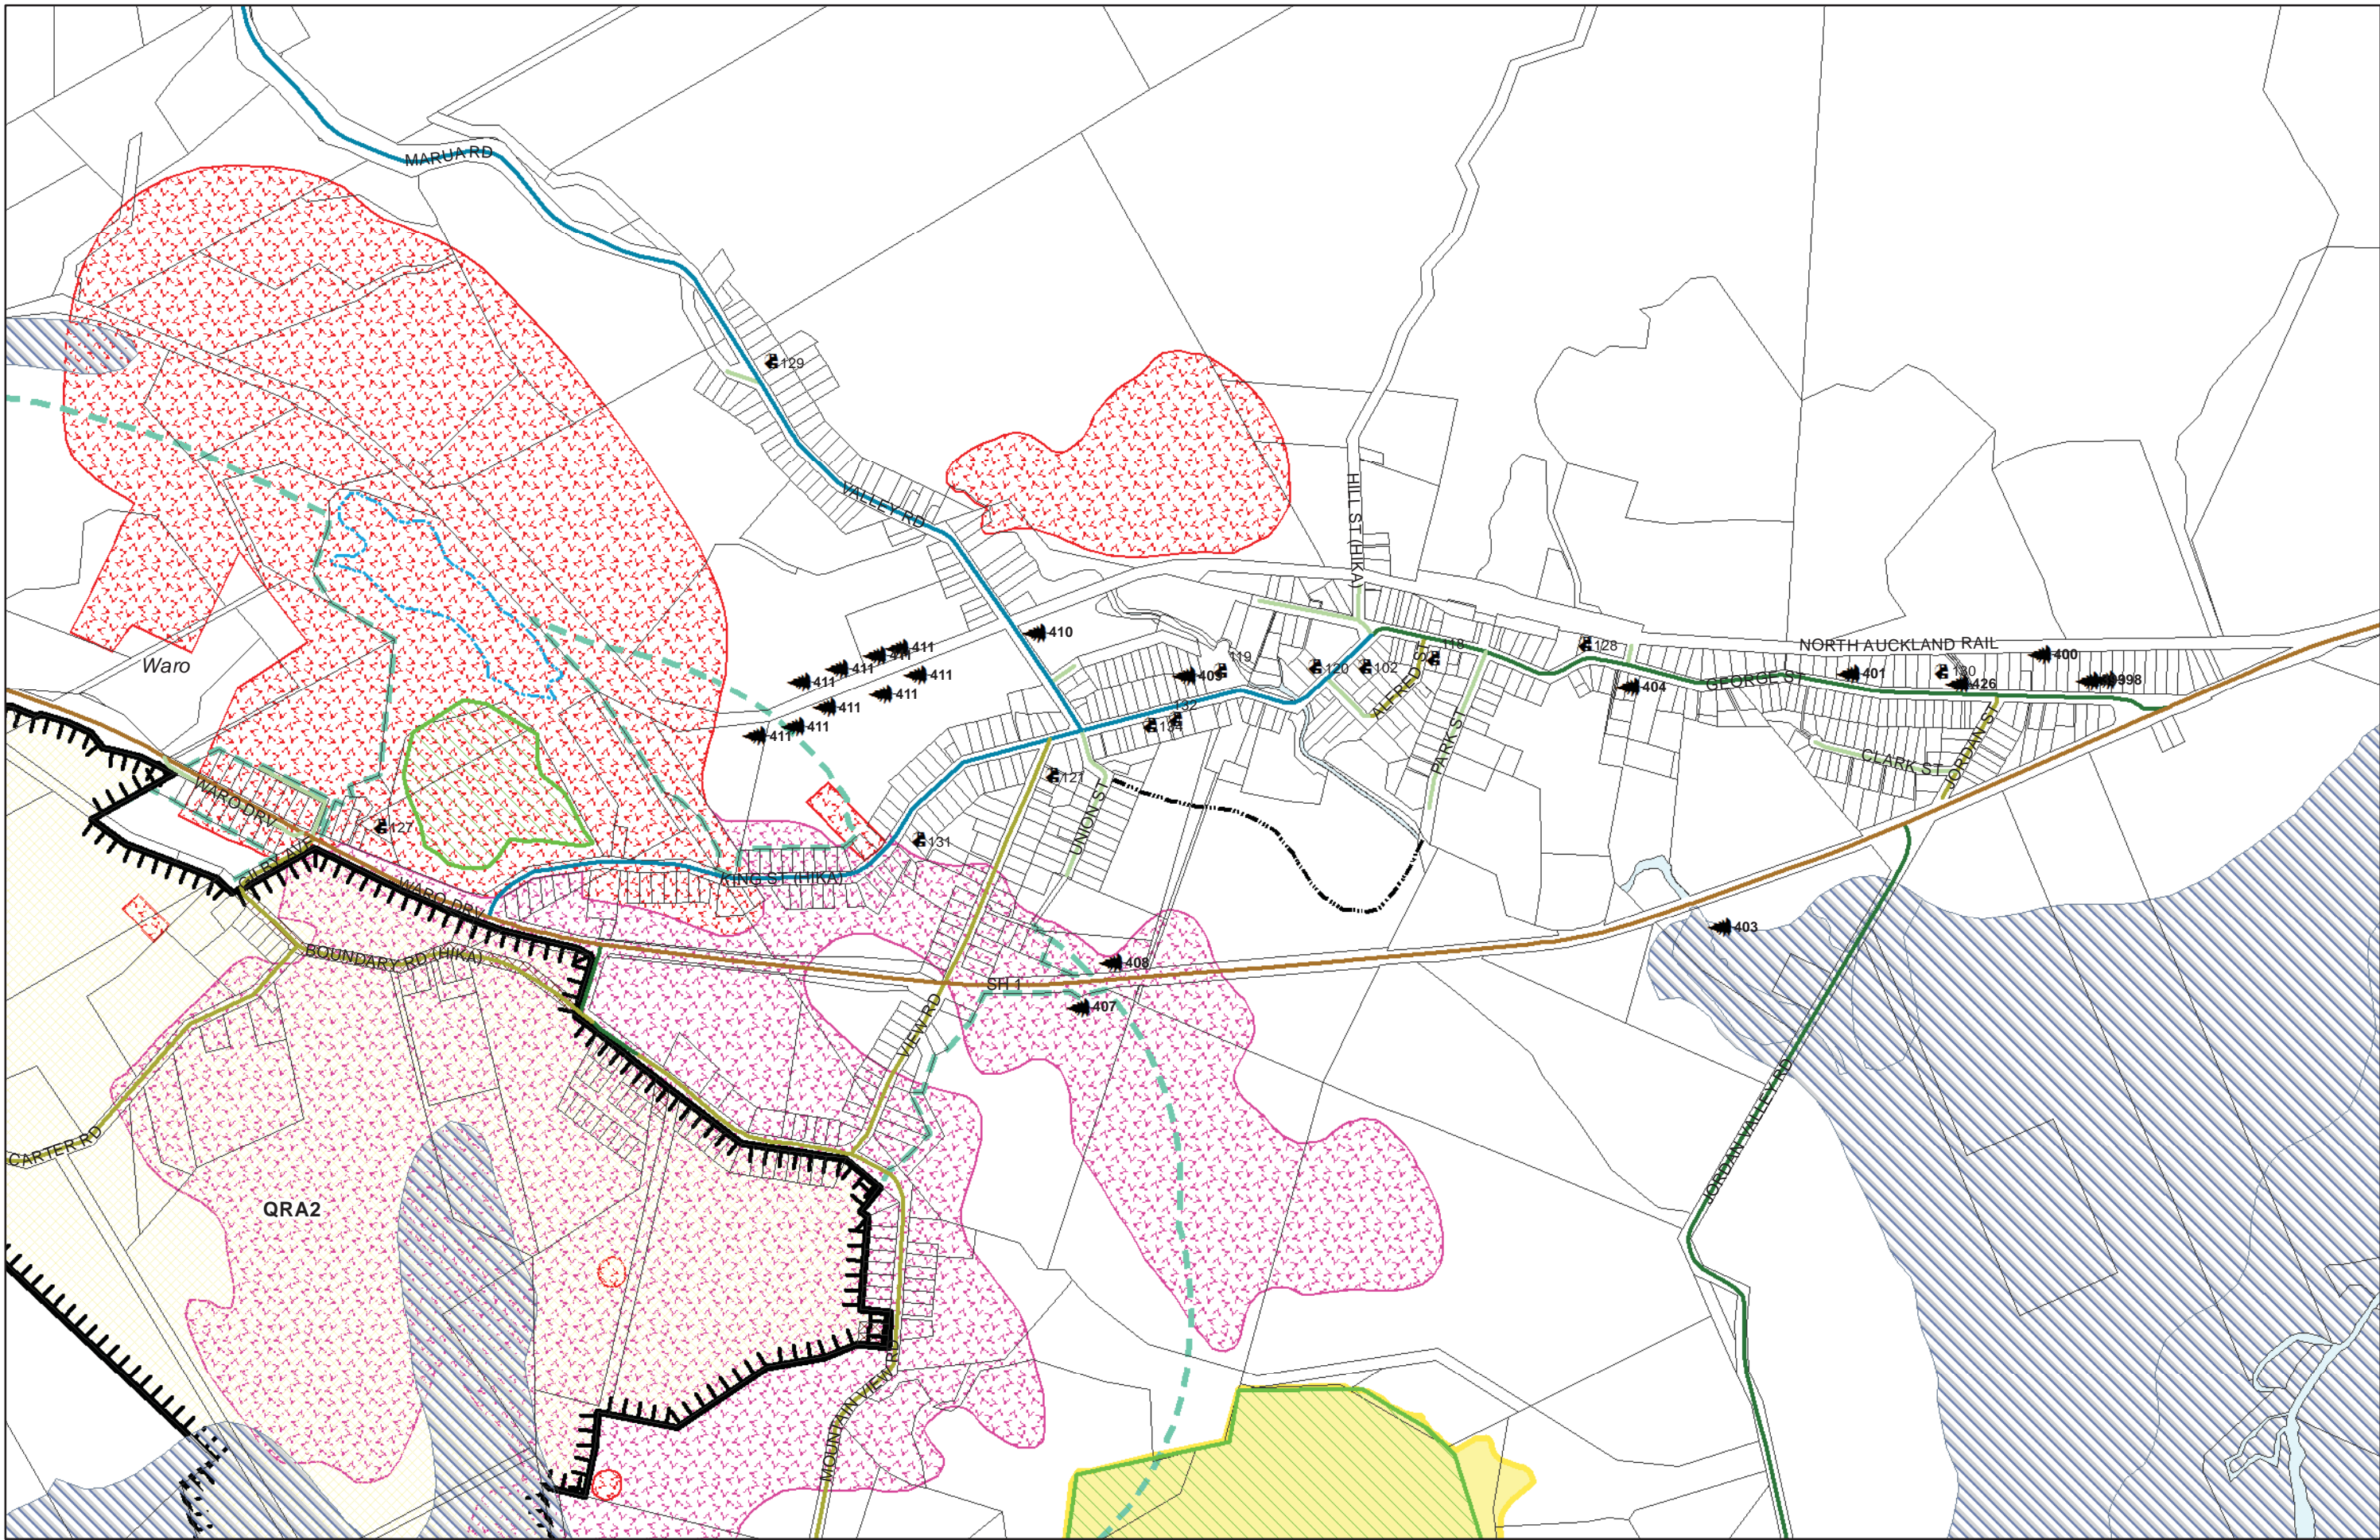 MARUA RD
129
VALLEY RD
HILL ST (HIKA)
410
411
411
411
411
411
411
411
411
411
119
120
102
118
128
NORTH AUCKLAND RAIL
400
401
130
426
404
GEORGE ST
Waro
132
134
ALFRED ST
PARK ST
CLARK ST
JORDAN ST
121
UNION ST
WARO DRV
127
131
KING ST (HIKA)
WARO DRV
403
BOUNDARY RD (HIKA)
408
SH 1
407
VIEW RD
JORDAN VALLEY RD
CARTER RD
QRA2
MOUNTAIN VIEW RD